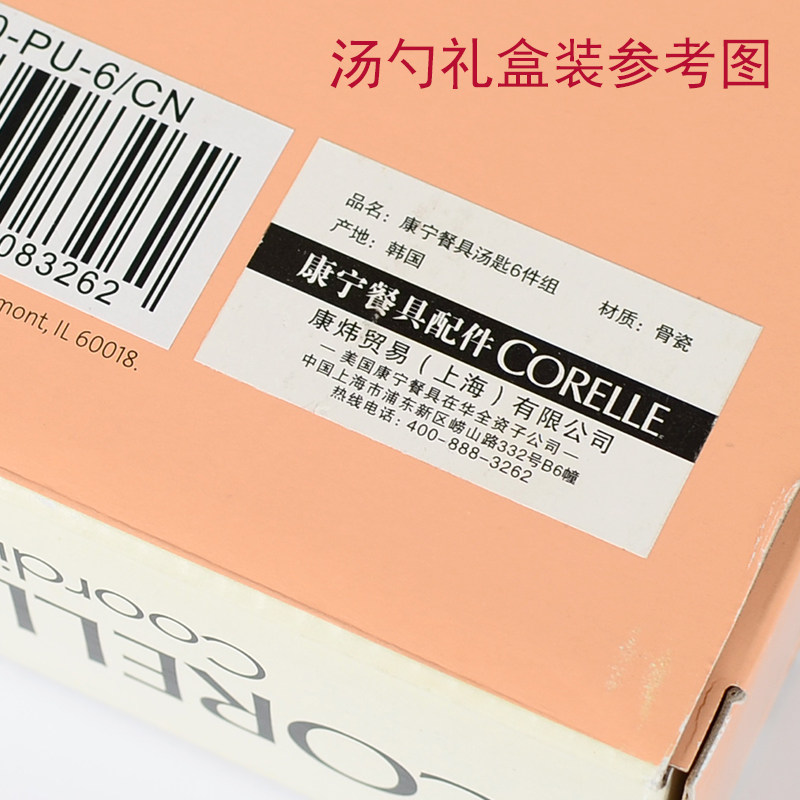 汤勺礼盒装参考图
0-PU-6/CN
083262
mont, IL 60018.
品名：康宁餐具汤匙6件组
产地：韩国
材质：骨瓷
康宁餐具配件 CORELLE
康炜贸易（上海）有限公司
—美国康宁餐具在华全资子公司—
中国上海市浦东新区崂山路332号B6幢
热线电话：400-888-3262
CORELLE
Coordi